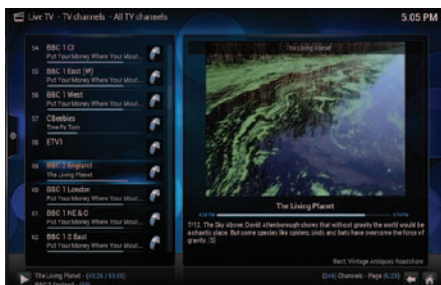 Live TV - TV channels - All TV channels
5:05 PM
54 BBC 1 CI
Put Your Money Where Your Mout...
55 BBC 1 East (W)
Put Your Money Where Your Mout...
56 BBC 1 West
Put Your Money Where Your Mout...
57 CBeebies
Time For Tom
58 ETV1
BBC 2 England
The Living Planet
60 BBC 1 London
Put Your Money Where Your Mout...
61 BBC 1 NE & C
Put Your Money Where Your Mout...
62 BBC 1 S East
Put Your Money Where Your Mout...
The Living Planet
The Living Planet
7/12. The Sky Above: David Attenborough shows that without gravity the world would be
a chaotic place. But some species like spiders, birds and bats have overcome the force of
gravity. [S]
Next: Vintage Antiques Roadshow
The Living Planet
BBC 2 England
Channels - Page